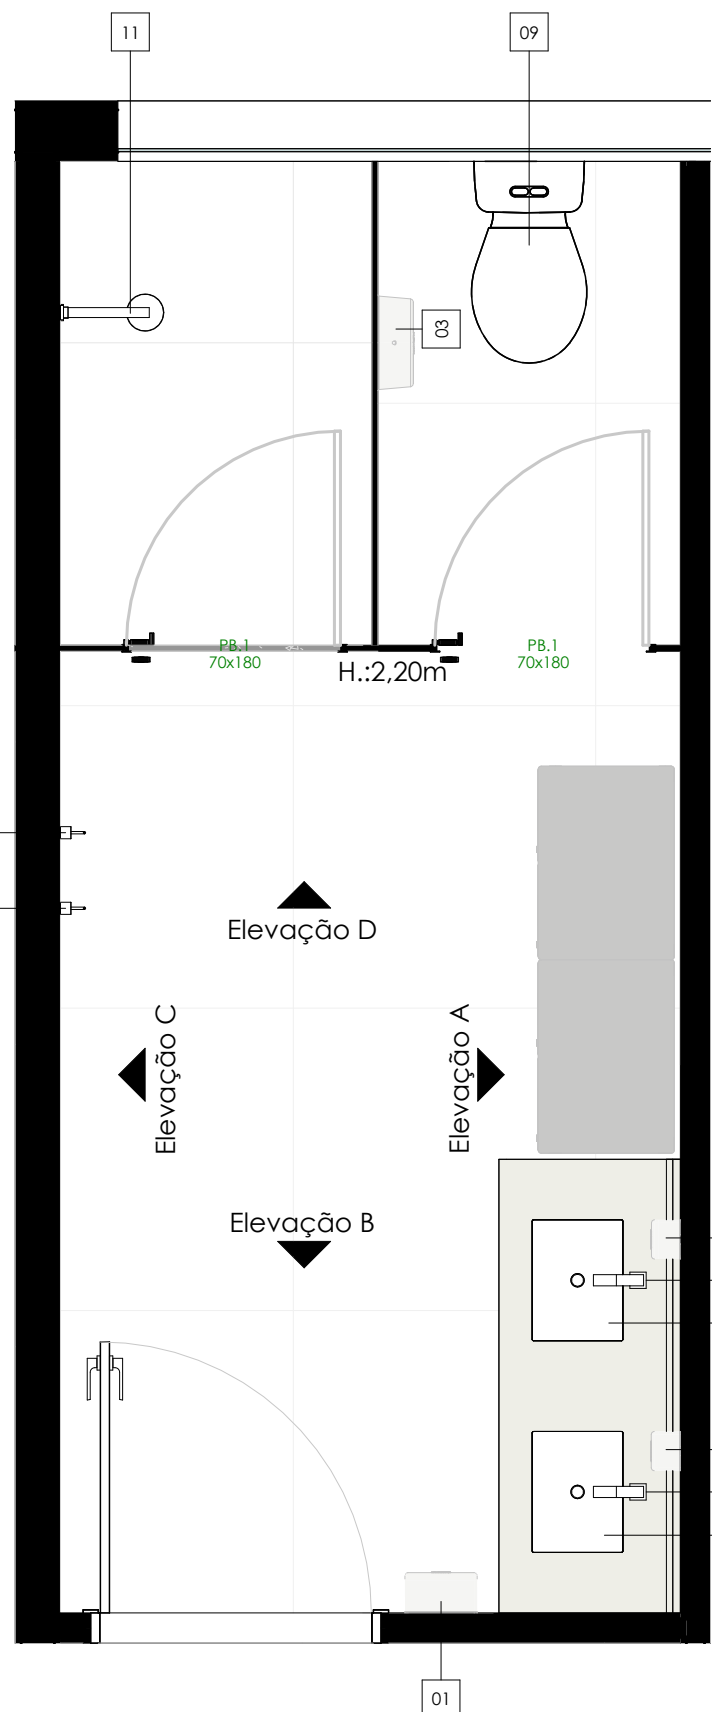 11
09
03
PB.1
70x180
PB.1
70x180
H.:2,20m
Elevação D
Elevação C
Elevação A
Elevação B
01